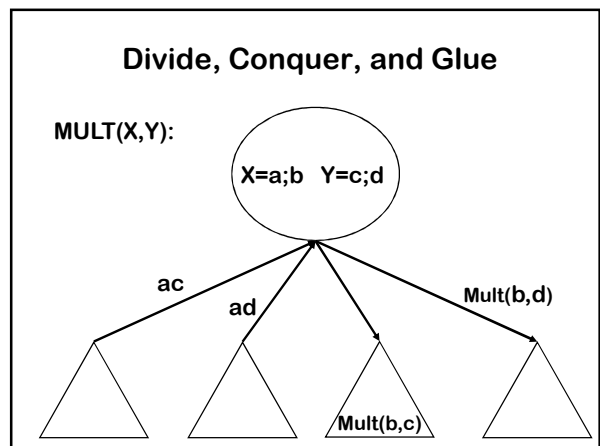 Divide, Conquer, and Glue
MULT(X,Y):
X=a;b Y=c;d
ac
ad
Mult(b,d)
Mult(b,c)